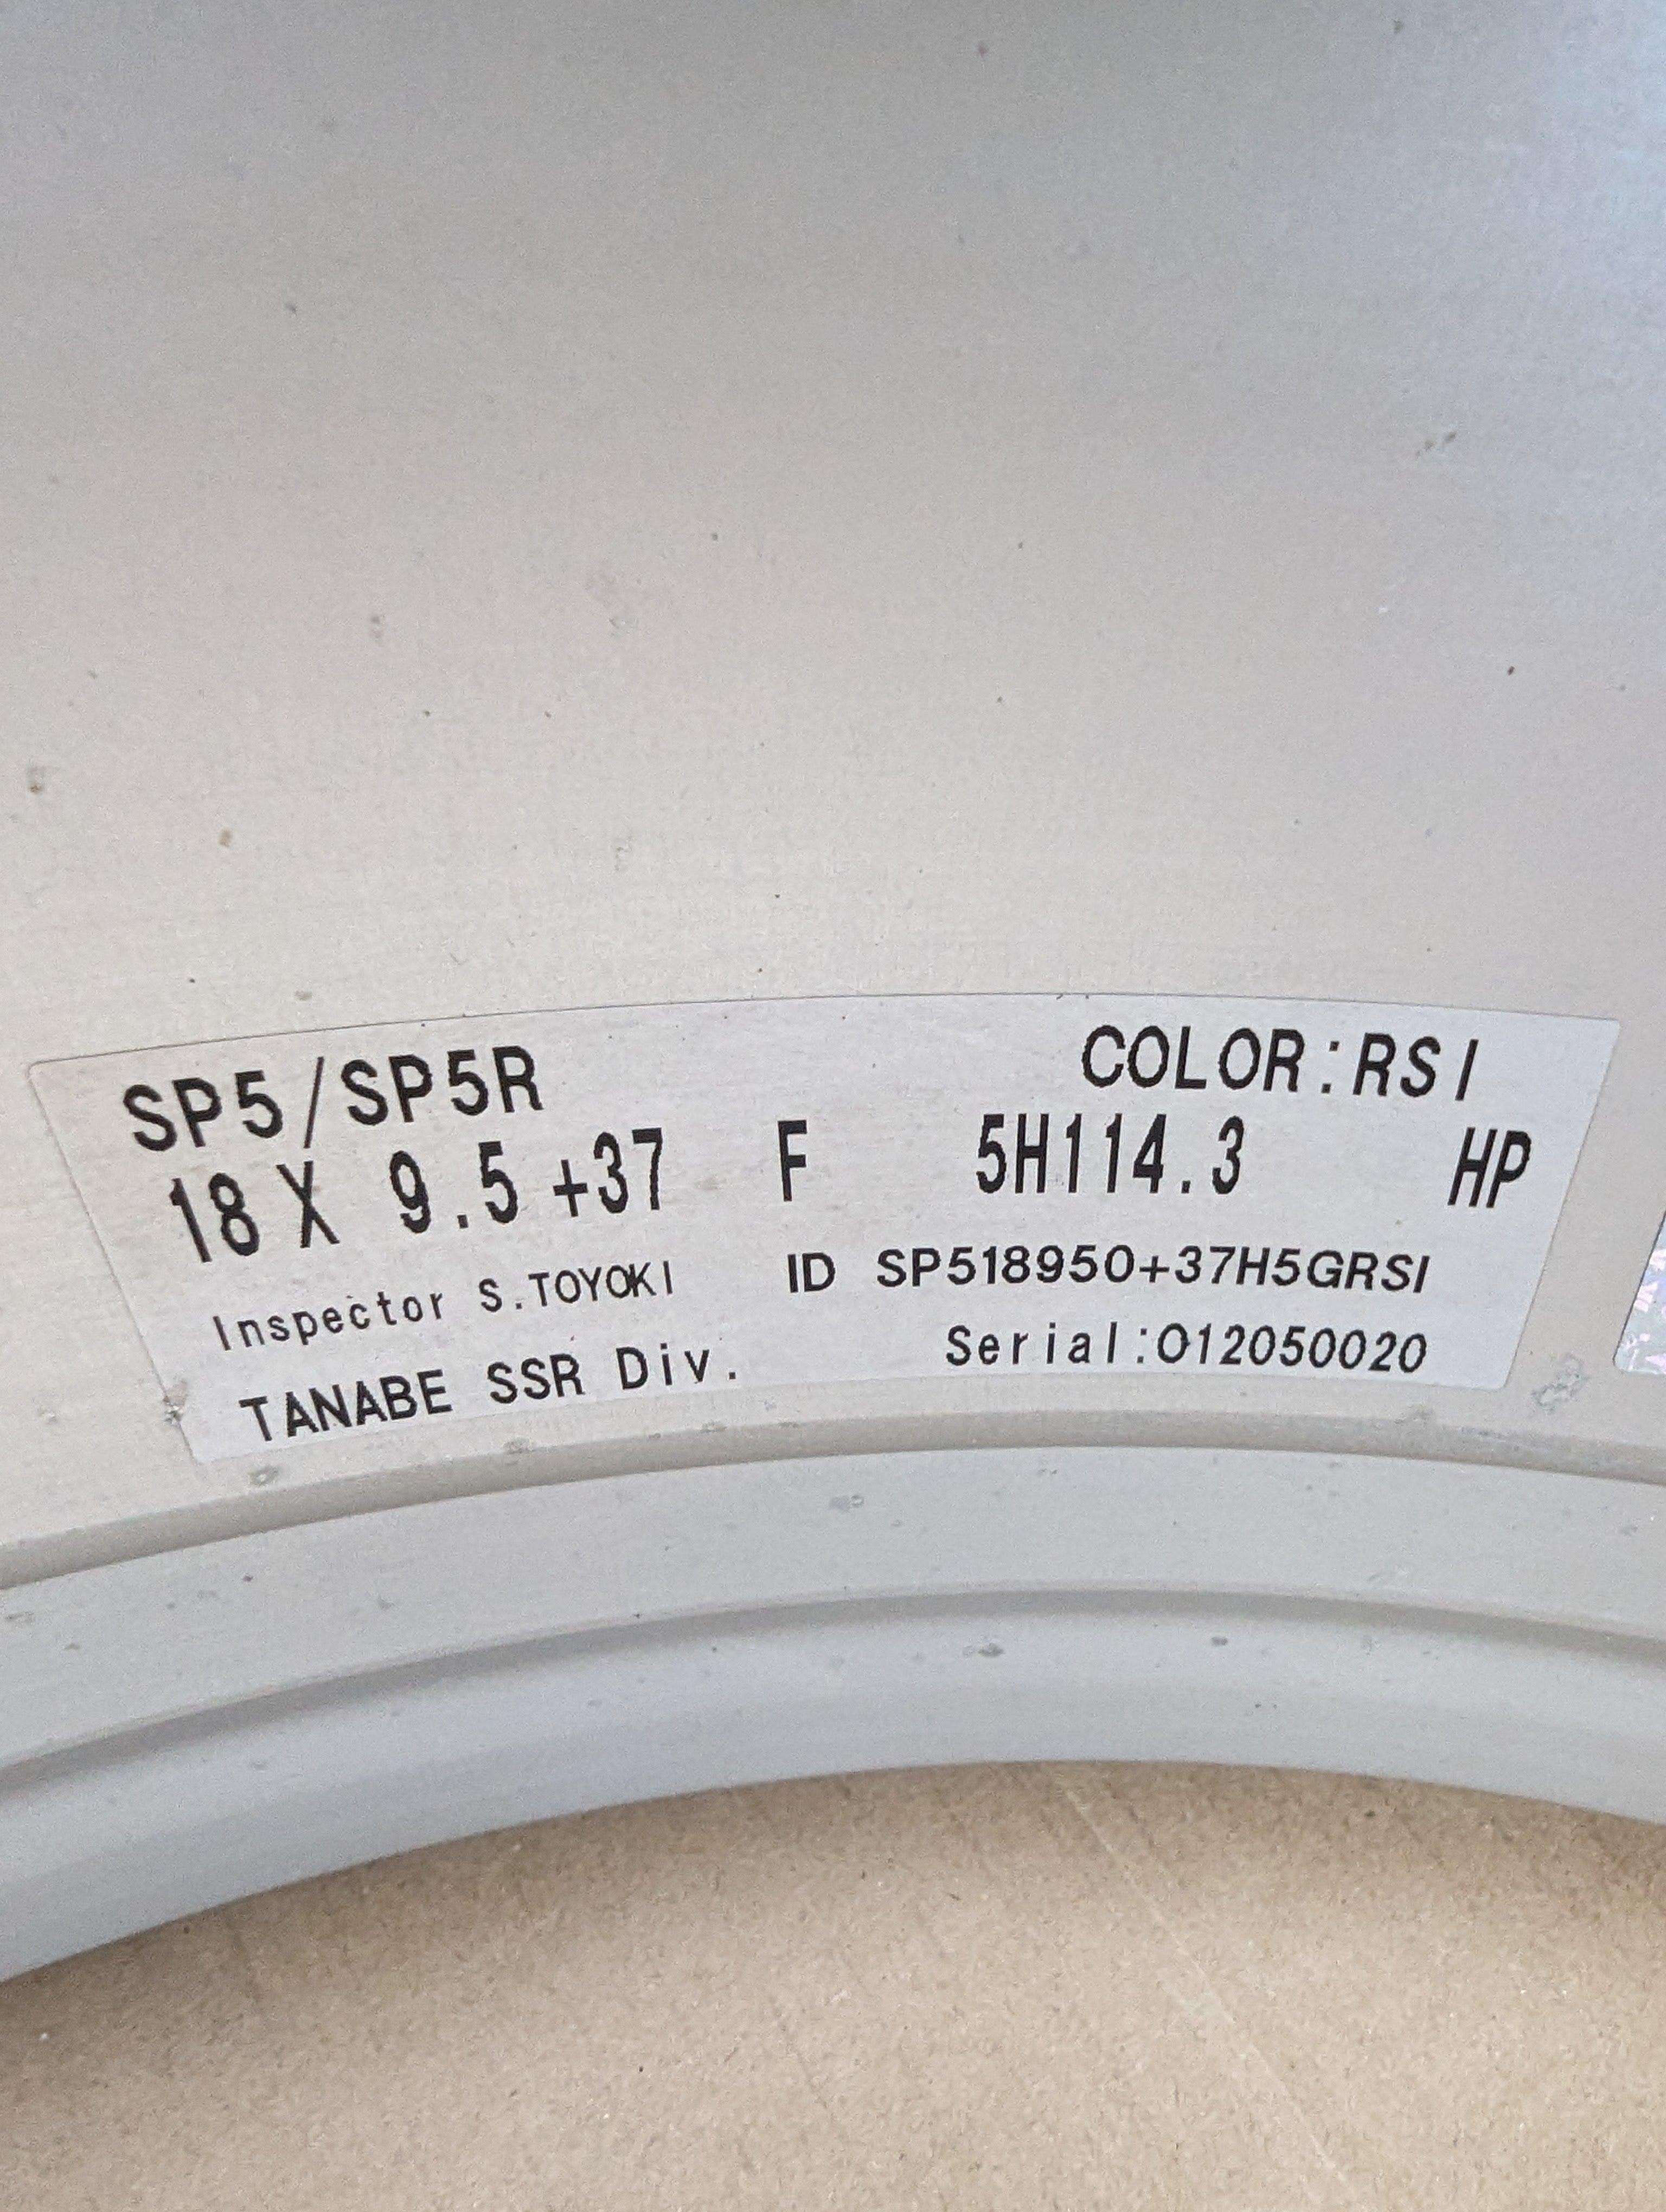 SP5/SP5R COLOR:RSI
18 X 9.5 +37 F 5H114.3 HP
Inspector S.TOYOKI ID SP518950+37H5GRSI
TANABE SSR Div. Serial:012050020